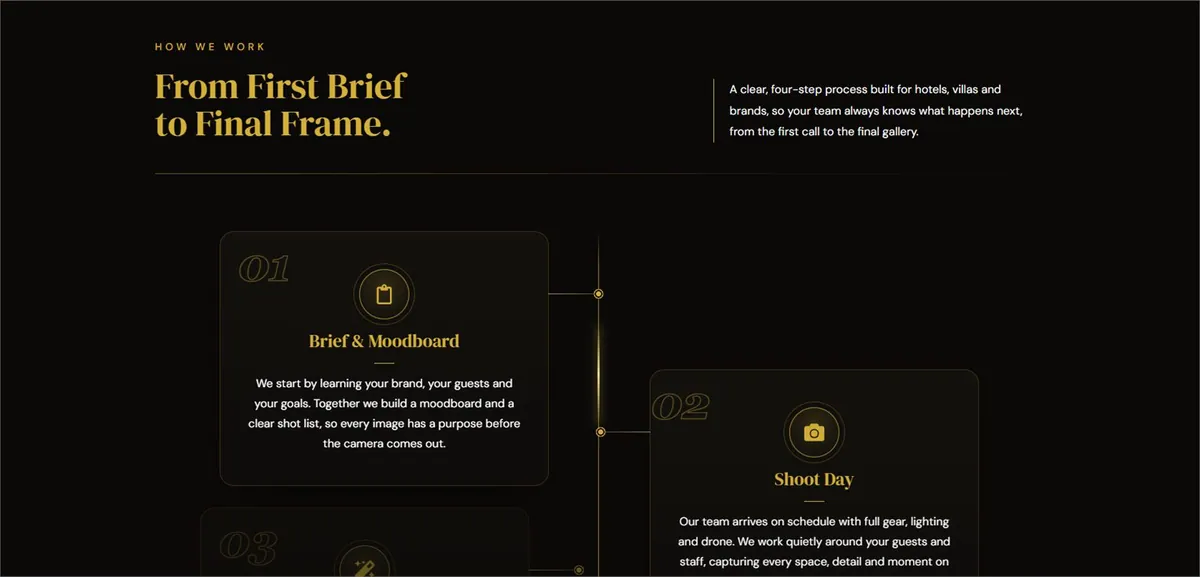 HOW WE WORK
From First Brief
to Final Frame.
A clear, four-step process built for hotels, villas and
brands, so your team always knows what happens next,
from the first call to the final gallery.
01
Brief & Moodboard
We start by learning your brand, your guests and
your goals. Together we build a moodboard and a
clear shot list, so every image has a purpose before
the camera comes out.
02
Shoot Day
Our team arrives on schedule with full gear, lighting
and drone. We work quietly around your guests and
staff, capturing every space, detail and moment on
03